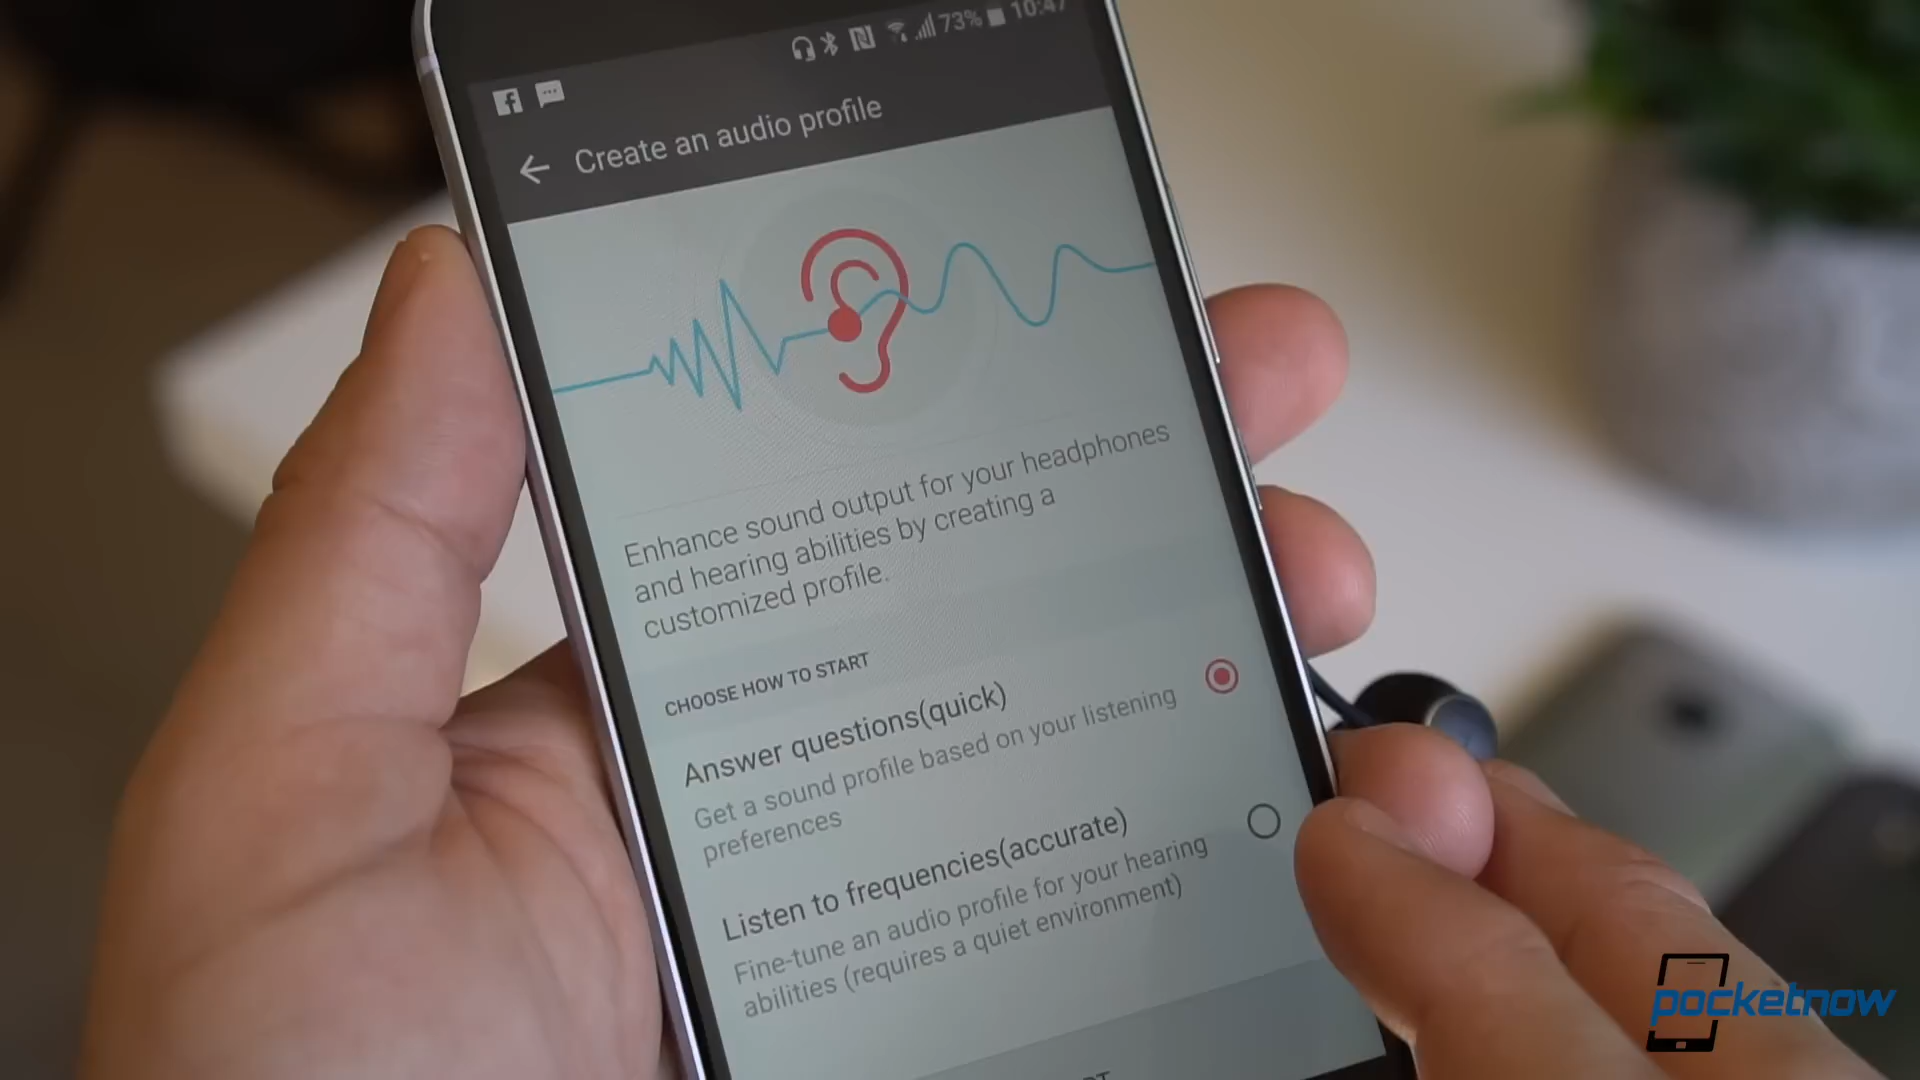 73% 10:47
Create an audio profile
Enhance sound output for your headphones
and hearing abilities by creating a
customized profile.
CHOOSE HOW TO START
Answer questions(quick)
Get a sound profile based on your listening
preferences
Listen to frequencies(accurate)
Fine-tune an audio profile for your hearing
abilities (requires a quiet environment)
pocketnow